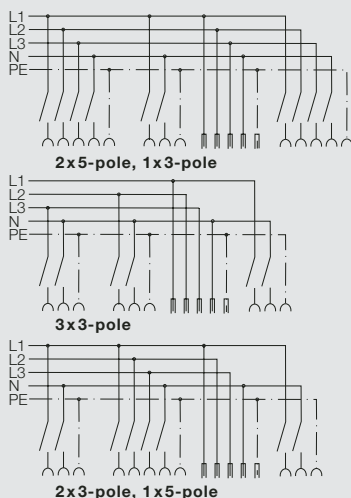 L1
L2
L3
N
PE
2x5-pole, 1x3-pole
L1
L2
L3
N
PE
3x3-pole
L1
L2
L3
N
PE
2x3-pole, 1x5-pole